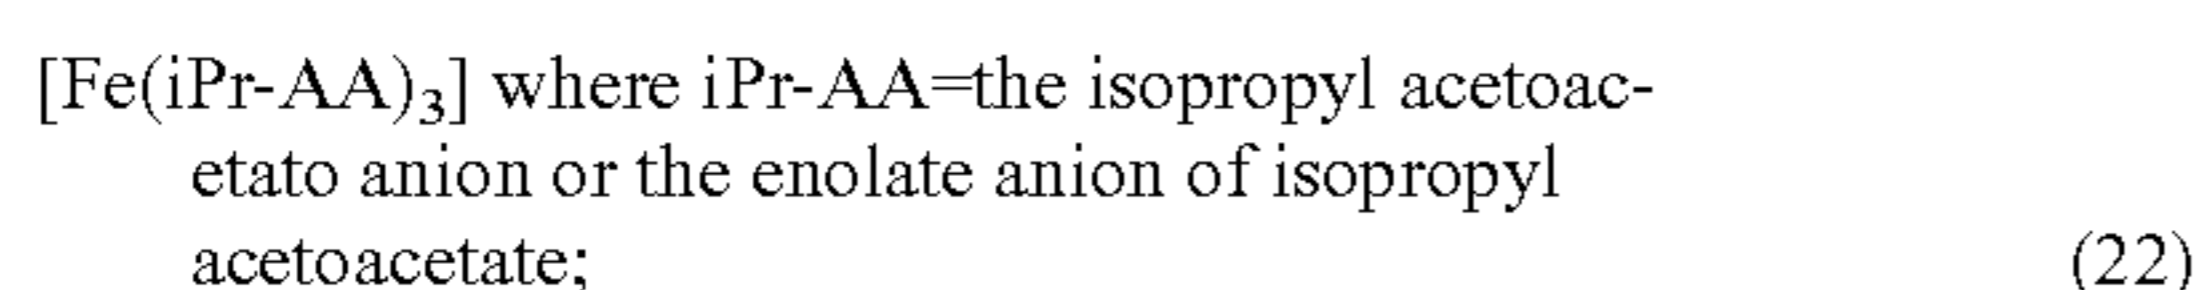 [Fe(iPr-AA)₃] where iPr-AA=the isopropyl acetoac-
etato anion or the enolate anion of isopropyl
acetoacetate; (22)